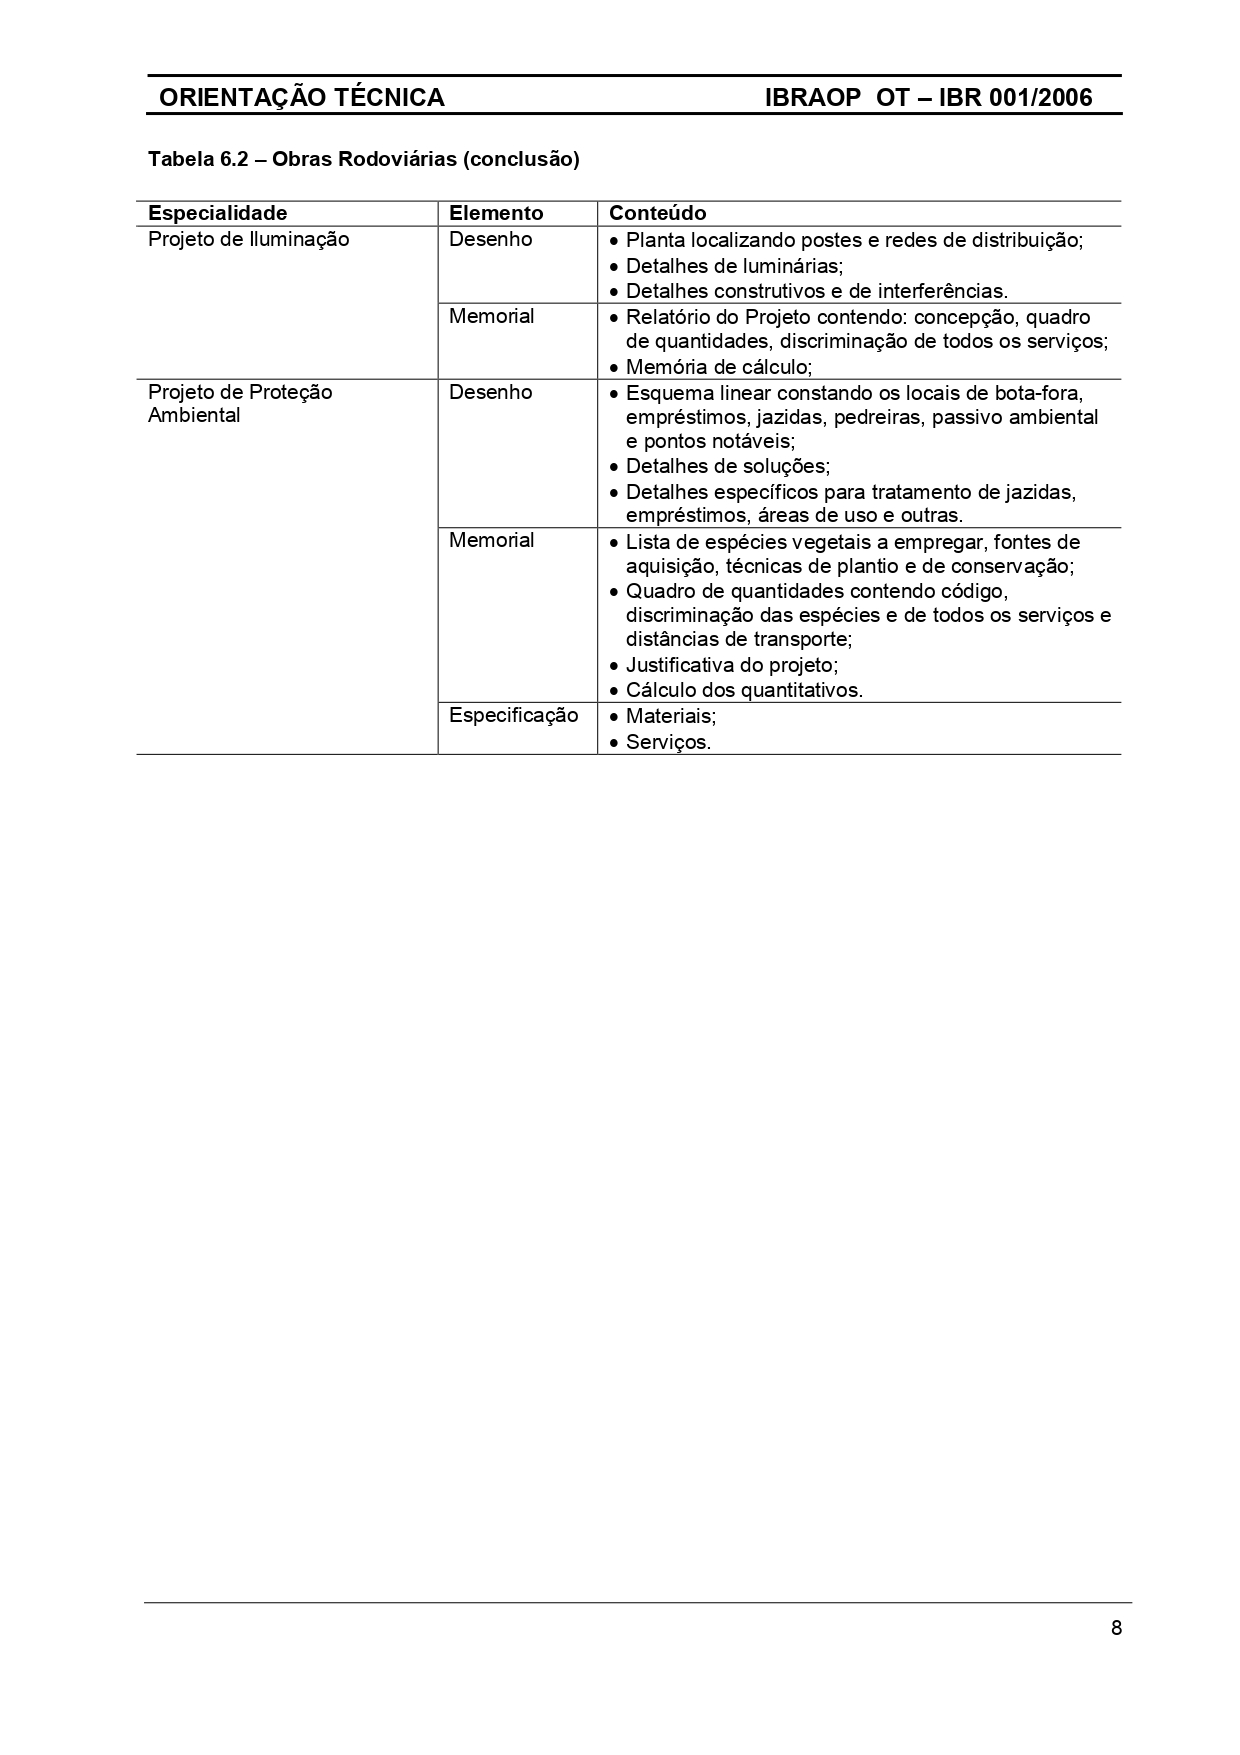 ORIENTAÇÃO TÉCNICA IBRAOP OT – IBR 001/2006
Tabela 6.2 – Obras Rodoviárias (conclusão)
Especialidade Elemento Conteúdo
Projeto de Iluminação Desenho • Planta localizando postes e redes de distribuição;
• Detalhes de luminárias;
• Detalhes construtivos e de interferências.
Memorial • Relatório do Projeto contendo: concepção, quadro
de quantidades, discriminação de todos os serviços;
• Memória de cálculo;
Projeto de Proteção
Ambiental
Desenho • Esquema linear constando os locais de bota-fora,
empréstimos, jazidas, pedreiras, passivo ambiental
e pontos notáveis;
• Detalhes de soluções;
• Detalhes específicos para tratamento de jazidas,
empréstimos, áreas de uso e outras.
Memorial • Lista de espécies vegetais a empregar, fontes de
aquisição, técnicas de plantio e de conservação;
• Quadro de quantidades contendo código,
discriminação das espécies e de todos os serviços e
distâncias de transporte;
• Justificativa do projeto;
• Cálculo dos quantitativos.
Especificação • Materiais;
• Serviços.
8